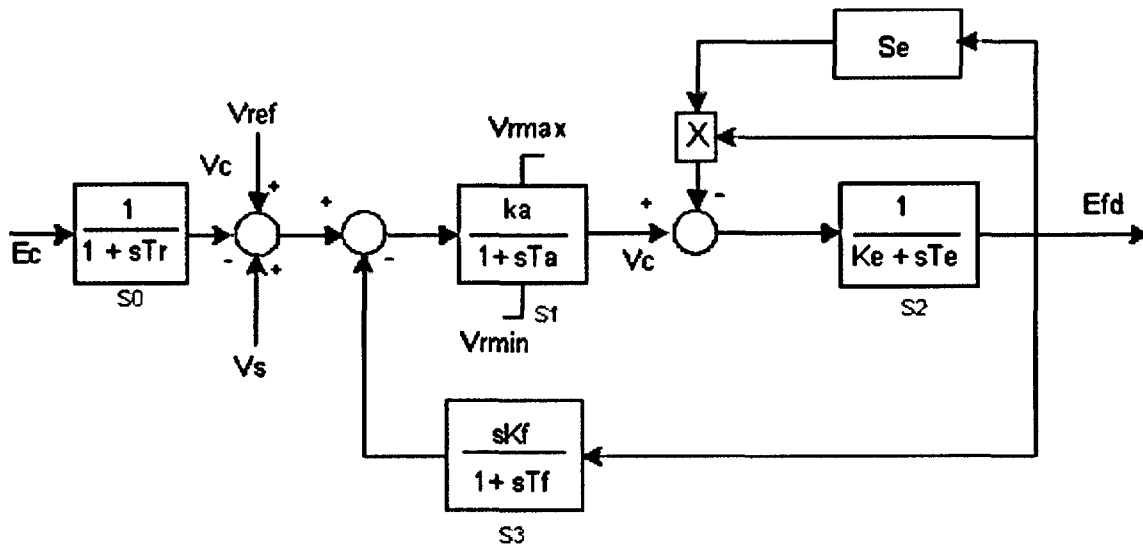 Se
Vref
Vrmax
X
Vc
+
+
+
-
1
1 + sTr
ka
1 + sTa
1
Ke + sTe
Efd
Ec
-
+
-
Vc
S0
S1
S2
Vrmin
Vs
sKf
1 + sTf
S3